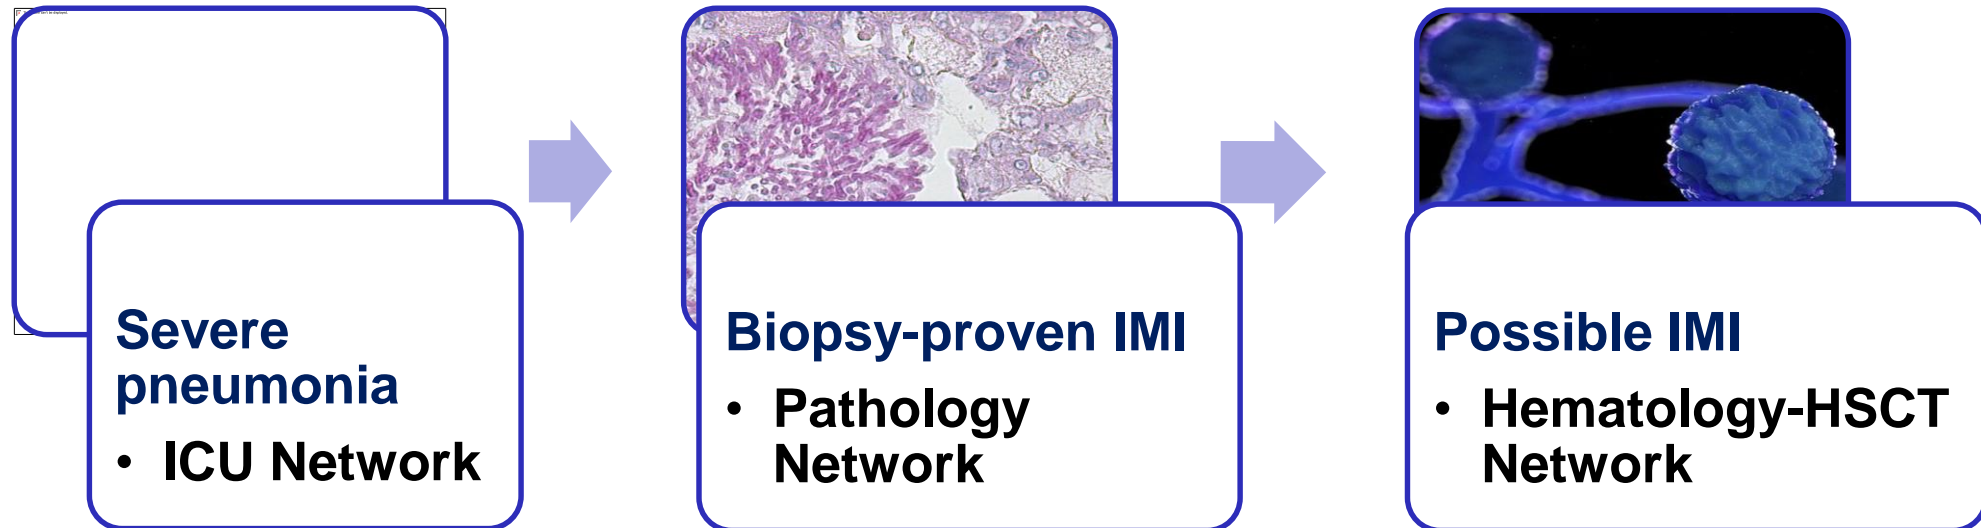 Severe
pneumonia
• ICU Network
Biopsy-proven IMI
• Pathology
Network
Possible IMI
• Hematology-HSCT
Network